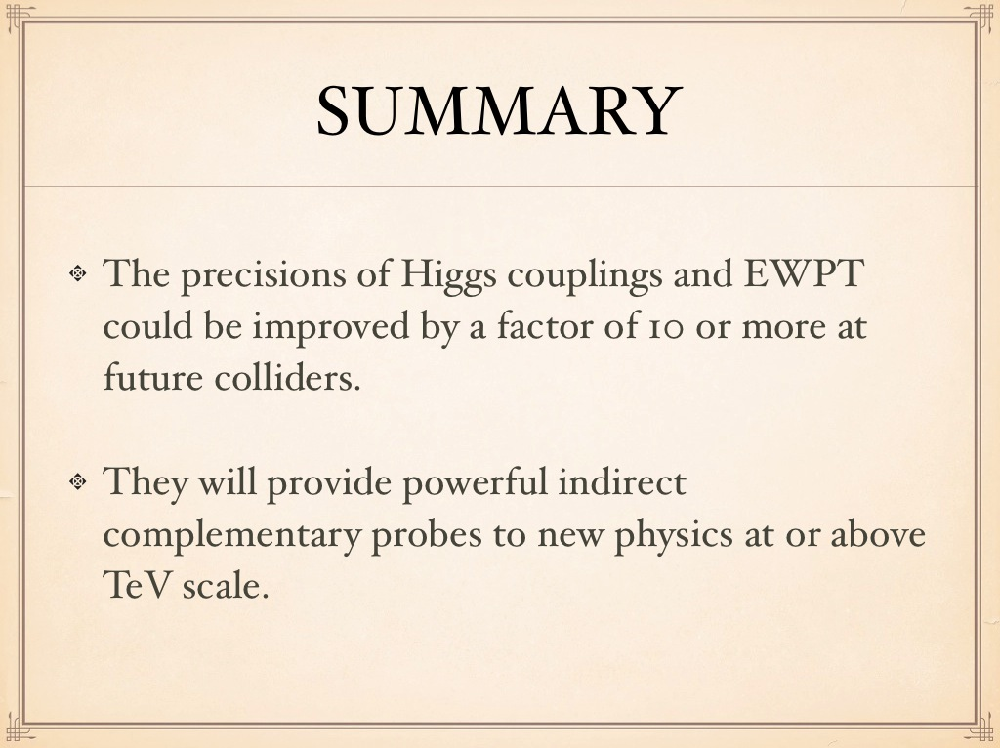 SUMMARY
The precisions of Higgs couplings and EWPT
could be improved by a factor of 10 or more at
future colliders.
They will provide powerful indirect
complementary probes to new physics at or above
TeV scale.